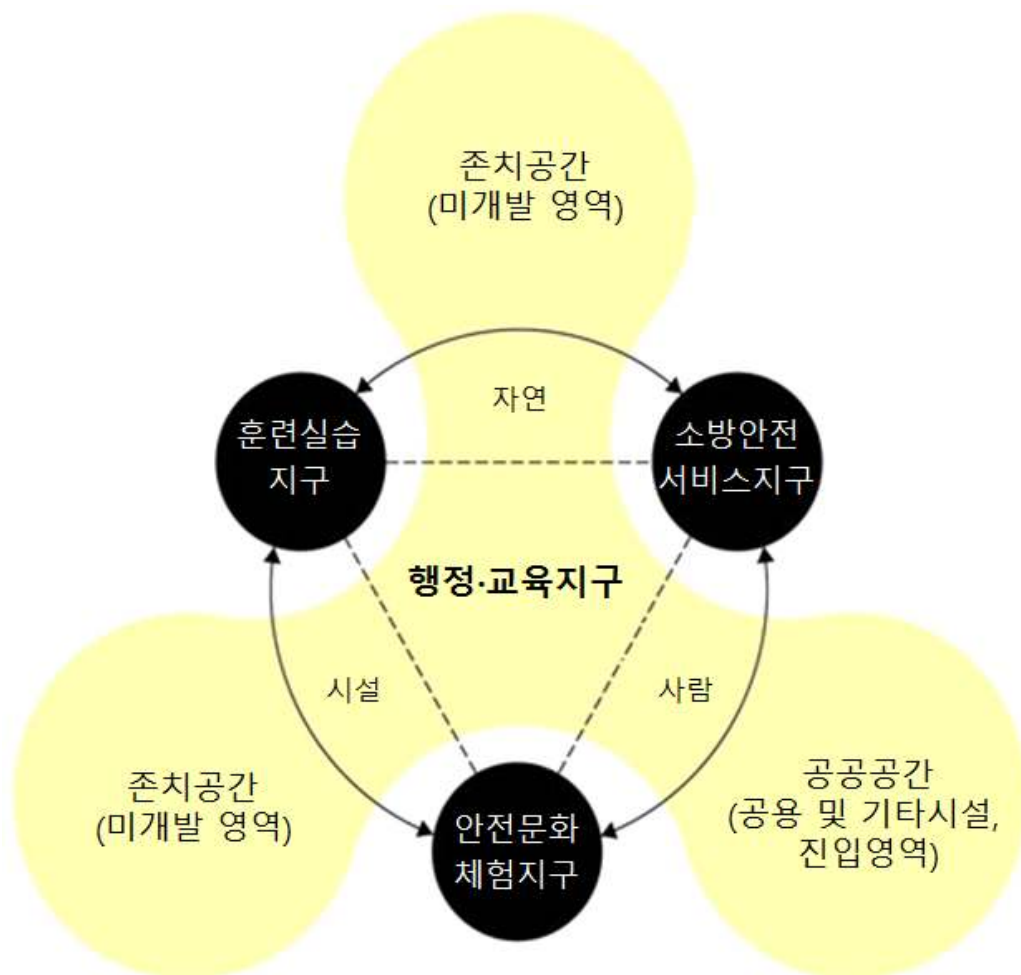 존치공간
(미개발 영역)
자연
훈련실습
지구
소방안전
서비스지구
행정·교육지구
시설
사람
존치공간
(미개발 영역)
안전문화
체험지구
공공공간
(공용 및 기타시설,
진입영역)